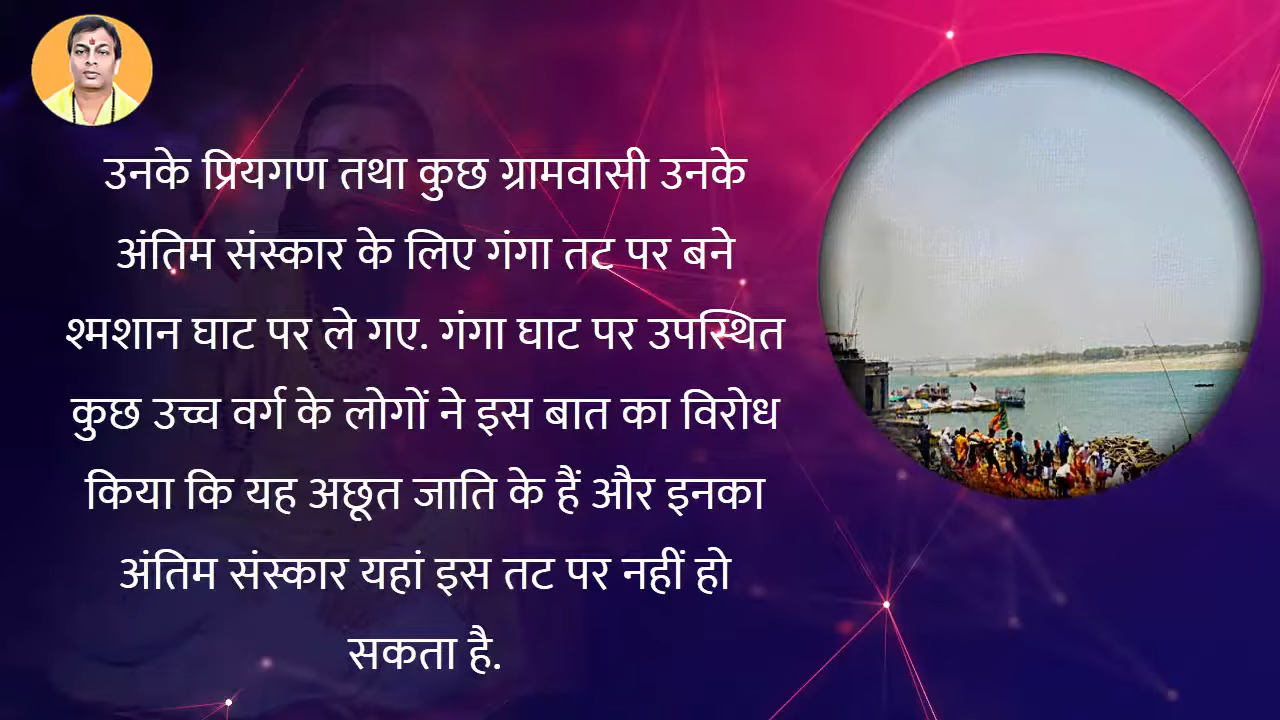 उनके प्रियगण तथा कुछ ग्रामवासी उनके
अंतिम संस्कार के लिए गंगा तट पर बने
श्मशान घाट पर ले गए. गंगा घाट पर उपस्थित
कुछ उच्च वर्ग के लोगों ने इस बात का विरोध
किया कि यह अछूत जाति के हैं और इनका
अंतिम संस्कार यहां इस तट पर नहीं हो
सकता है.